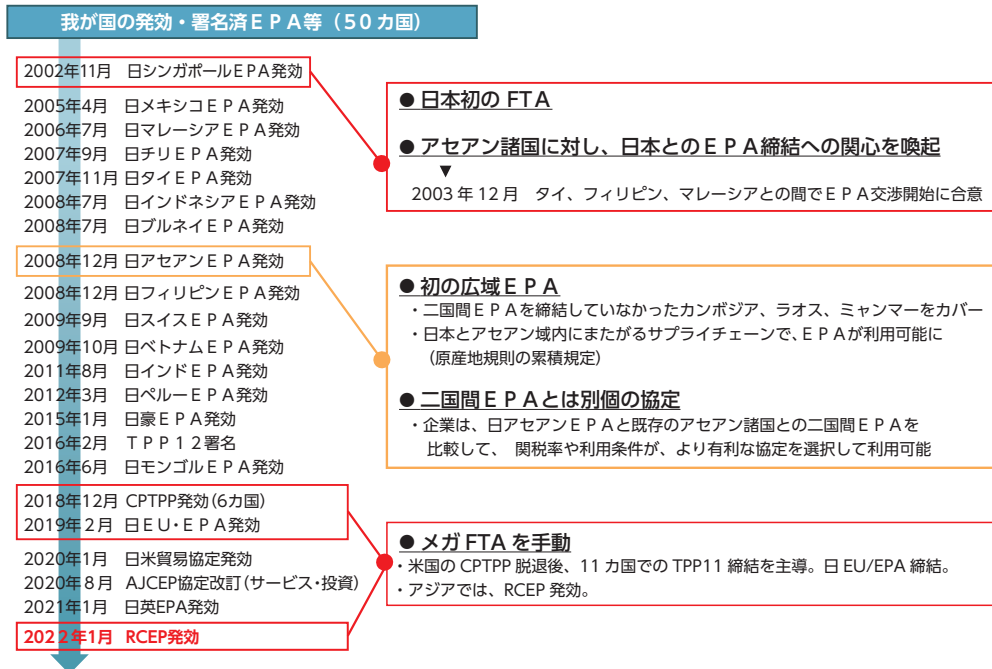 我が国の発効・署名済ＥＰＡ等（５０カ国）
2002年11月　日シンガポールＥＰＡ発効
2005年4月　日メキシコＥＰＡ発効
2006年7月　日マレーシアＥＰＡ発効
2007年9月　日チリＥＰＡ発効
2007年11月 日タイＥＰＡ発効
2008年7月　日インドネシアＥＰＡ発効
2008年7月　日ブルネイＥＰＡ発効
2008年12月 日アセアンＥＰＡ発効
2008年12月 日フィリピンＥＰＡ発効
2009年9月　日スイスＥＰＡ発効
2009年10月 日ベトナムＥＰＡ発効
2011年8月　日インドＥＰＡ発効
2012年3月　日ペルーＥＰＡ発効
2015年1月　日豪ＥＰＡ発効
2016年2月　ＴＰＰ１２署名
2016年6月　日モンゴルＥＰＡ発効
2018年12月 CPTPP発効(6カ国)
2019年２月　日ＥＵ・ＥＰＡ発効
2020年1月　日米貿易協定発効
2020年８月　AJCEP協定改訂(サービス・投資)
2021年1月　日英EPA発効
2022年1月　RCEP発効
● 日本初の FTA
● アセアン諸国に対し、日本とのＥＰＡ締結への関心を喚起
▼
2003 年 12 月　タイ、フィリピン、マレーシアとの間でＥＰＡ交渉開始に合意
● 初の広域ＥＰＡ
・二国間ＥＰＡを締結していなかったカンボジア、ラオス、ミャンマーをカバー
・日本とアセアン域内にまたがるサプライチェーンで、ＥＰＡが利用可能に
（原産地規則の累積規定）
● 二国間ＥＰＡとは別個の協定
・企業は、日アセアンＥＰＡと既存のアセアン諸国との二国間ＥＰＡを
比較して、 関税率や利用条件が、より有利な協定を選択して利用可能
● メガ FTA を手動
・米国の CPTPP 脱退後、11 カ国での TPP11 締結を主導。日 EU/EPA 締結。
・アジアでは、RCEP 発効。